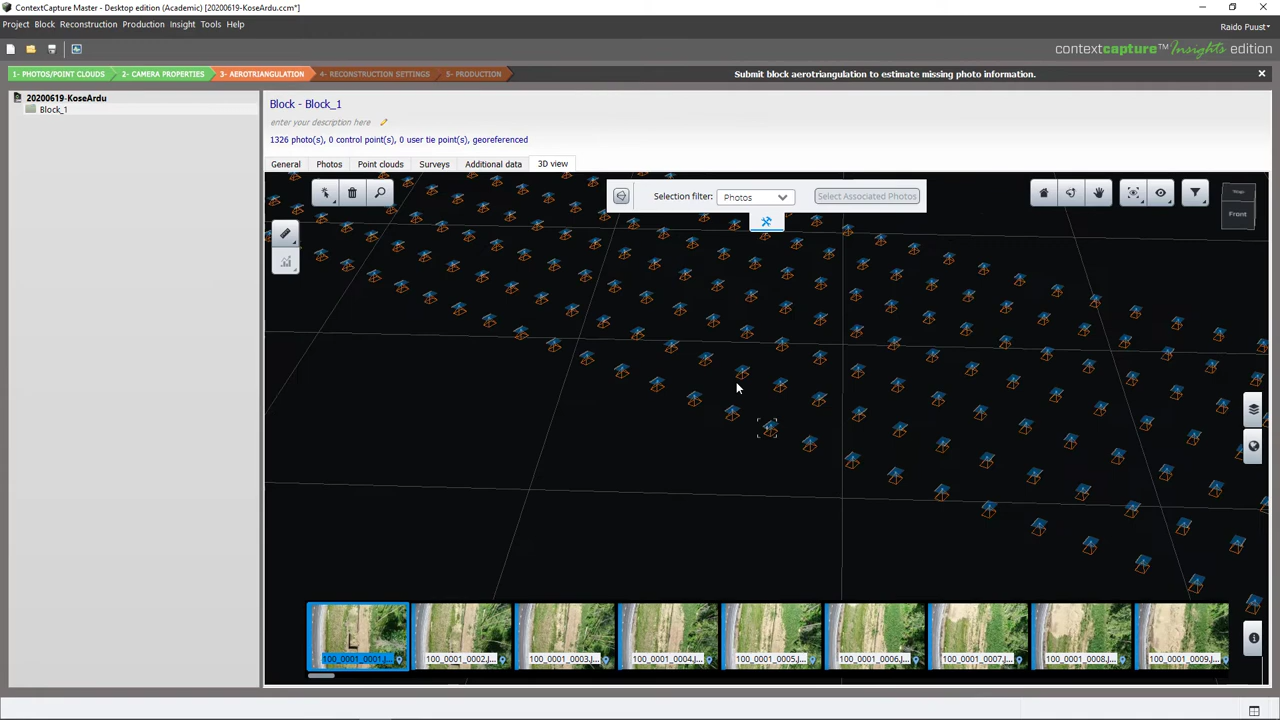 ContextCapture Master - Desktop edition (Academic) [20200619-KoseArdu.ccm*]
Project Block Reconstruction Production Insight Tools Help
Raido Puust
contextcapture™ Insights edition
1- PHOTOS/POINT CLOUDS 2- CAMERA PROPERTIES 3- AEROTRIANGULATION 4- RECONSTRUCTION SETTINGS 5- PRODUCTION
Submit block aerotriangulation to estimate missing photo information.
20200619-KoseArdu
Block_1
Block - Block_1
enter your description here
1326 photo(s), 0 control point(s), 0 user tie point(s), georeferenced
General Photos Point clouds Surveys Additional data 3D view
Selection filter: Photos Select Associated Photos
Front
100_0001_0001.J... 100_0001_0002.J... 100_0001_0003.J... 100_0001_0004.J... 100_0001_0005.J... 100_0001_0006.J... 100_0001_0007.J... 100_0001_0008.J... 100_0001_0009.J...